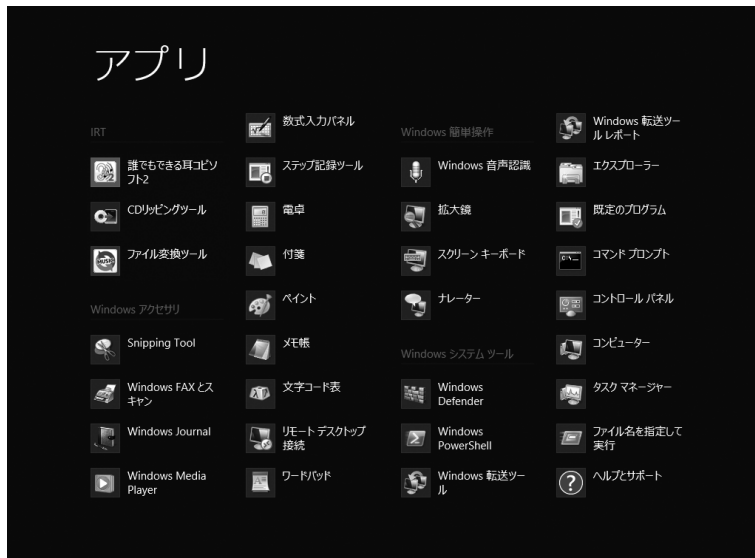 アプリ
IRT
誰でもできる耳コピソ
フト2
CDリッピングツール
ファイル変換ツール
Windows アクセサリ
Snipping Tool
Windows FAX とス
キャン
Windows Journal
Windows Media
Player
数式入力パネル
ステップ記録ツール
電卓
付箋
ペイント
メモ帳
文字コード表
リモート デスクトップ
接続
ワードパッド
Windows 簡単操作
Windows 音声認識
拡大鏡
スクリーン キーボード
ナレーター
Windows システム ツール
Windows
Defender
Windows
PowerShell
Windows 転送ツー
ル
Windows 転送ツー
ル レポート
エクスプローラー
既定のプログラム
コマンド プロンプト
コントロール パネル
コンピューター
タスク マネージャー
ファイル名を指定して
実行
ヘルプとサポート